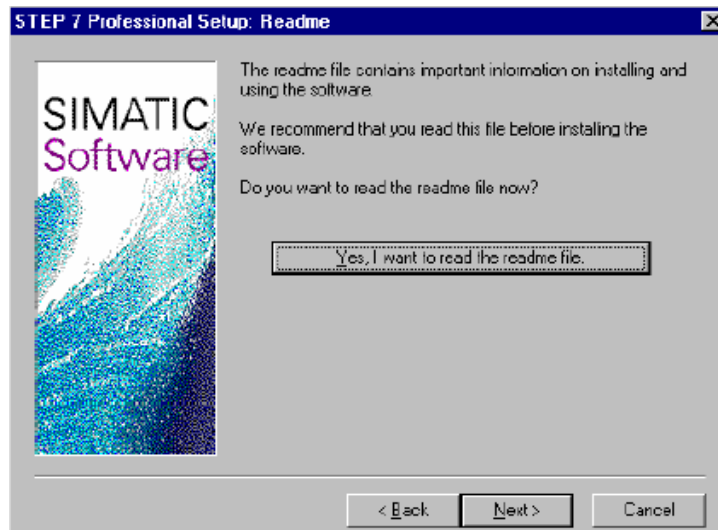 STEP 7 Professional Setup: Readme
SIMATIC
Software
The readme file contains important information on installing and
using the software.
We recommend that you read this file before installing the
software.
Do you want to read the readme file now?
Yes, I want to read the readme file.
< Back
Next >
Cancel